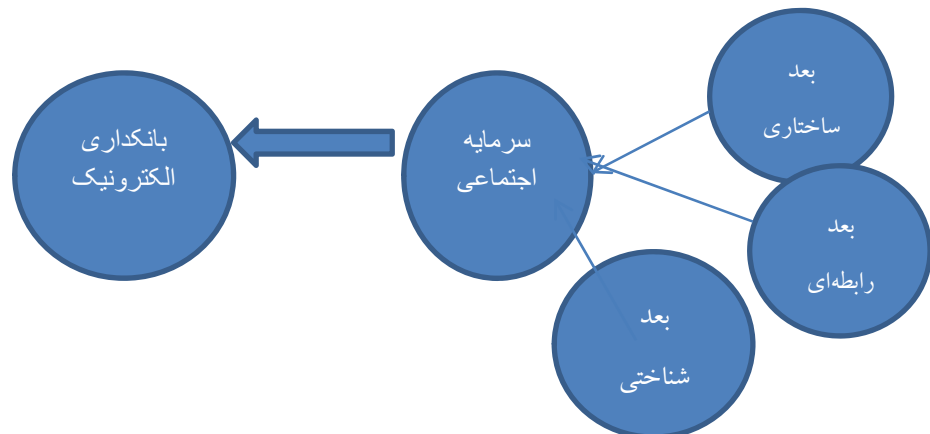 بعد
ساختاری
بعد
رابطه‌ای
بعد
شناختی
سرمایه
اجتماعی
بانکداری
الکترونیک